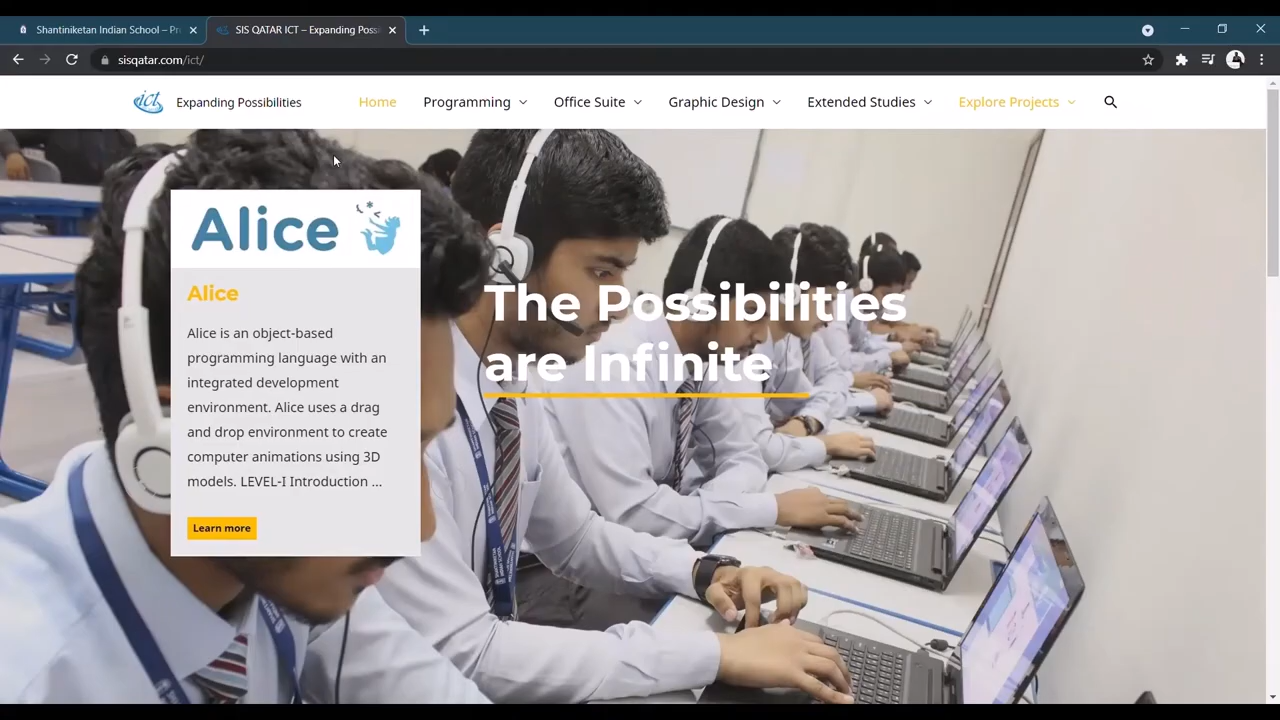 Shantiniketan Indian School – Pr
SIS QATAR ICT – Expanding Possi
sisqatar.com/ict/
ict Expanding Possibilities
Home Programming Office Suite Graphic Design Extended Studies Explore Projects
Alice
Alice
Alice is an object-based
programming language with an
integrated development
environment. Alice uses a drag
and drop environment to create
computer animations using 3D
models. LEVEL-I Introduction ...
Learn more
The Possibilities
are Infinite